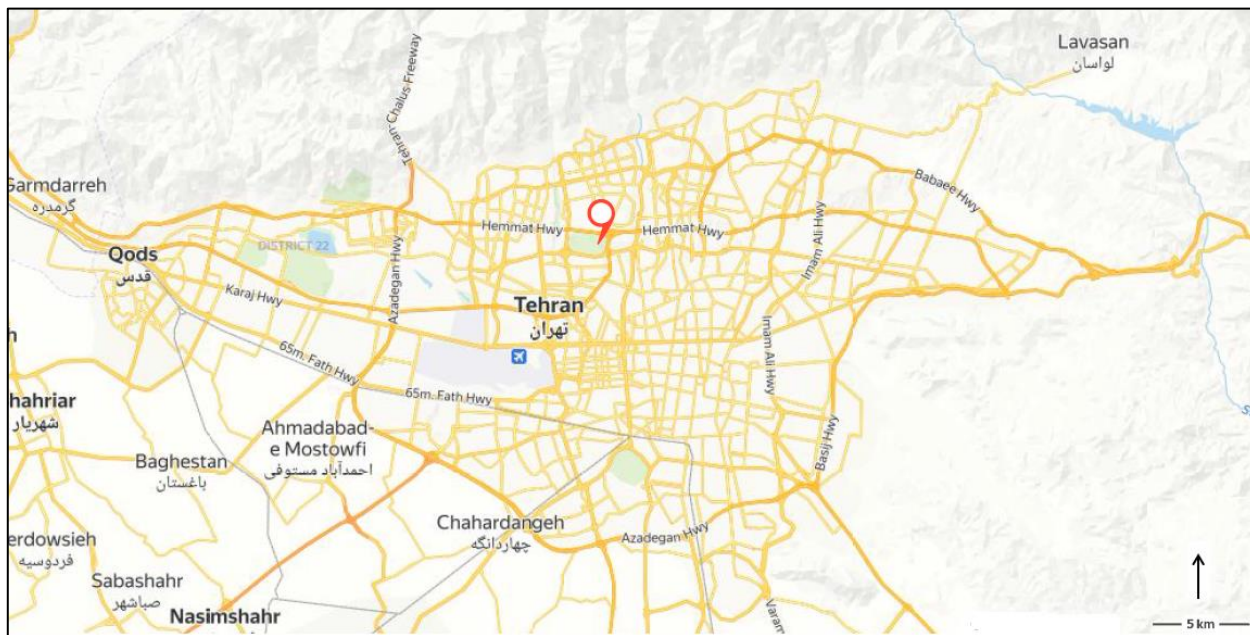 Lavasan
لواسان
Tehran-Chalus Freeway
Garmdarreh
گرمدره
Babaee Hwy
Hemmat Hwy
Hemmat Hwy
DISTRICT 22
Imam Ali Hwy
Qods
قدس
Azadegan Hwy
Karaj Hwy
Tehran
تهران
65m. Fath Hwy
Imam Ali Hwy
65m. Fath Hwy
hahriar
شهریار
Ahmadabad-
e Mostowfi
احمدآباد مستوفی
Basij Hwy
Baghestan
باغستان
Chahardangeh
چهاردانگه
Azadegan Hwy
erdowsieh
فردوسیه
Sabashahr
صباشهر
Nasimshahr
Varam
5 km